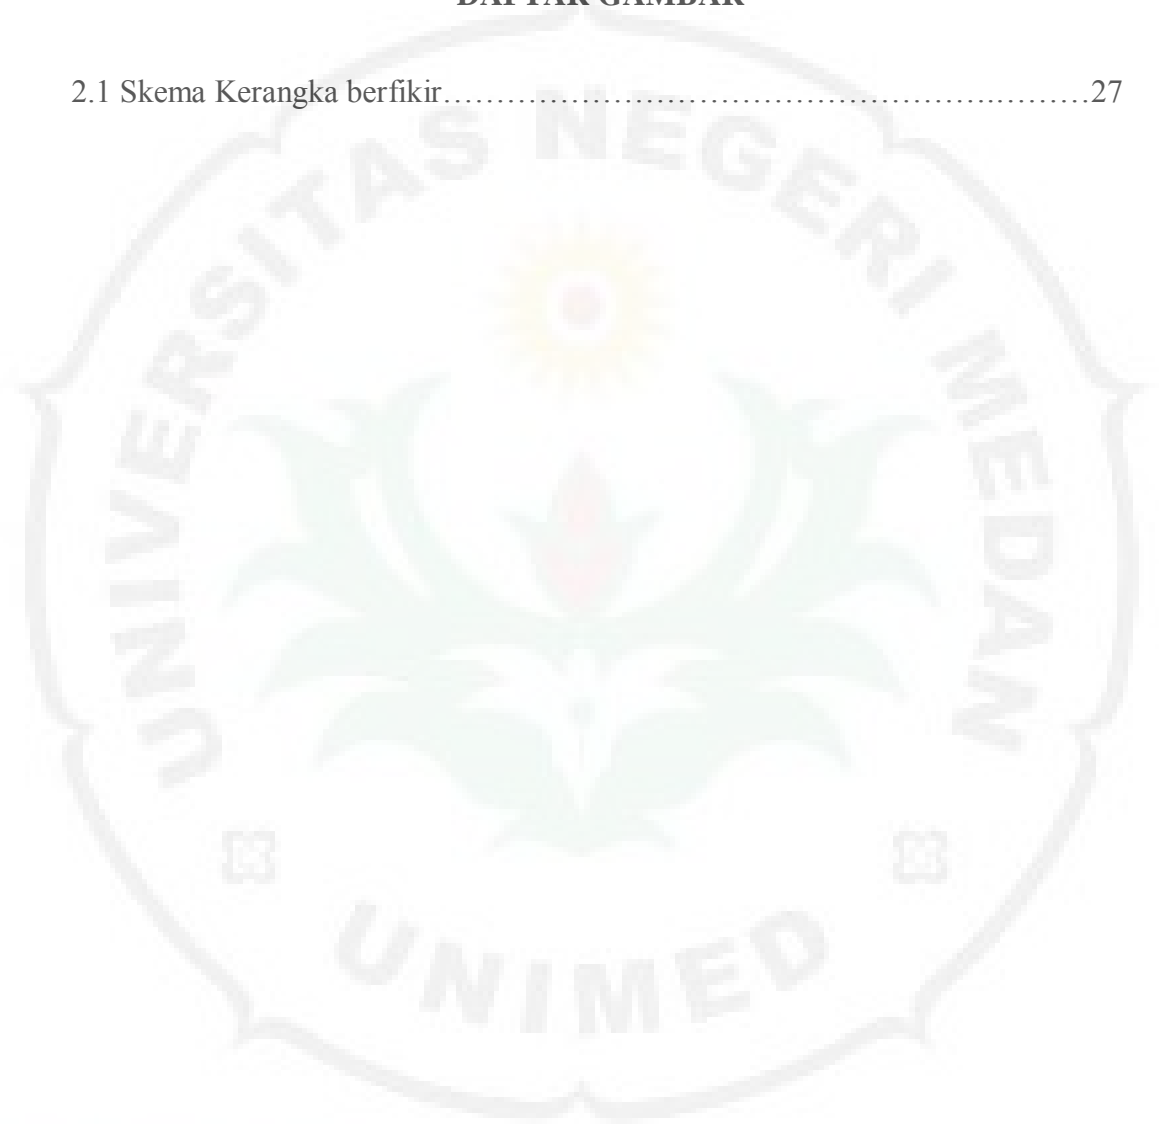 DAFTAR GAMBAR
2.1 Skema Kerangka berfikir……………………………………………….………27
UNIVERSITAS NEGERI MEDAN
UNIMED